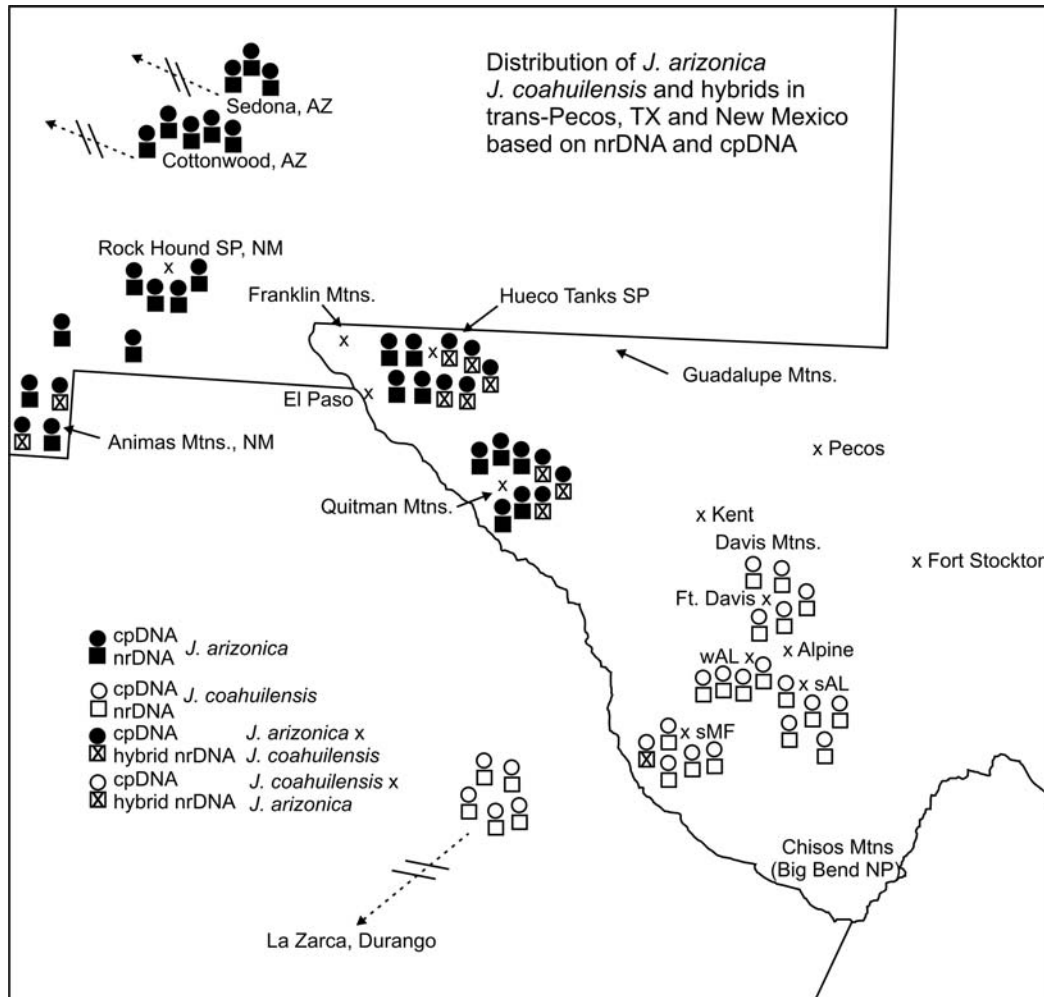 Distribution of J. arizonica
J. coahuilensis and hybrids in
trans-Pecos, TX and New Mexico
based on nrDNA and cpDNA
Sedona, AZ
Cottonwood, AZ
Rock Hound SP, NM
x
Franklin Mtns.
x
Hueco Tanks SP
x
Guadalupe Mtns.
El Paso x
Animas Mtns., NM
x Pecos
x
Quitman Mtns.
x Kent
Davis Mtns.
x Fort Stockton
Ft. Davis x
x Alpine
wAL x
x sAL
x sMF
cpDNA
nrDNA
J. arizonica
cpDNA
nrDNA
J. coahuilensis
cpDNA J. arizonica x
hybrid nrDNA J. coahuilensis
cpDNA J. coahuilensis x
hybrid nrDNA J. arizonica
Chisos Mtns
(Big Bend NP)
La Zarca, Durango